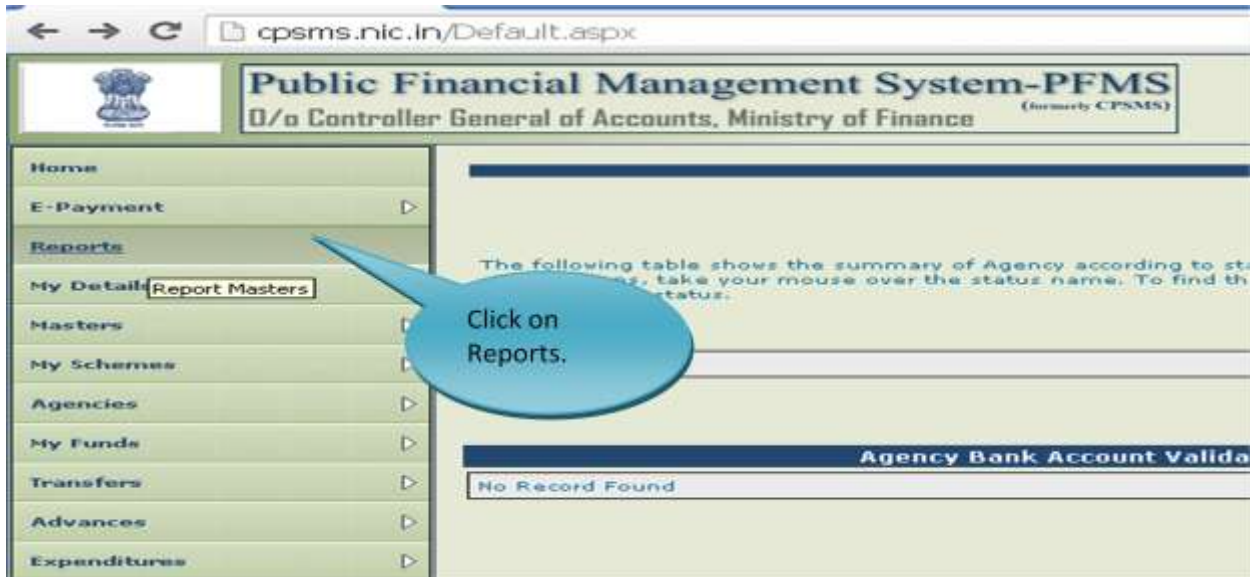 cpsms.nic.in/Default.aspx
Public Financial Management System-PFMS
(formerly CPSMS)
O/o Controller General of Accounts, Ministry of Finance
Home
E-Payment
Reports
My Details
Report Masters
Masters
My Schemes
Agencies
My Funds
Transfers
Advances
Expenditures
Click on
Reports.
The following table shows the summary of Agency according to sta
take your mouse over the status name. To find th
status.
Agency Bank Account Valida
No Record Found